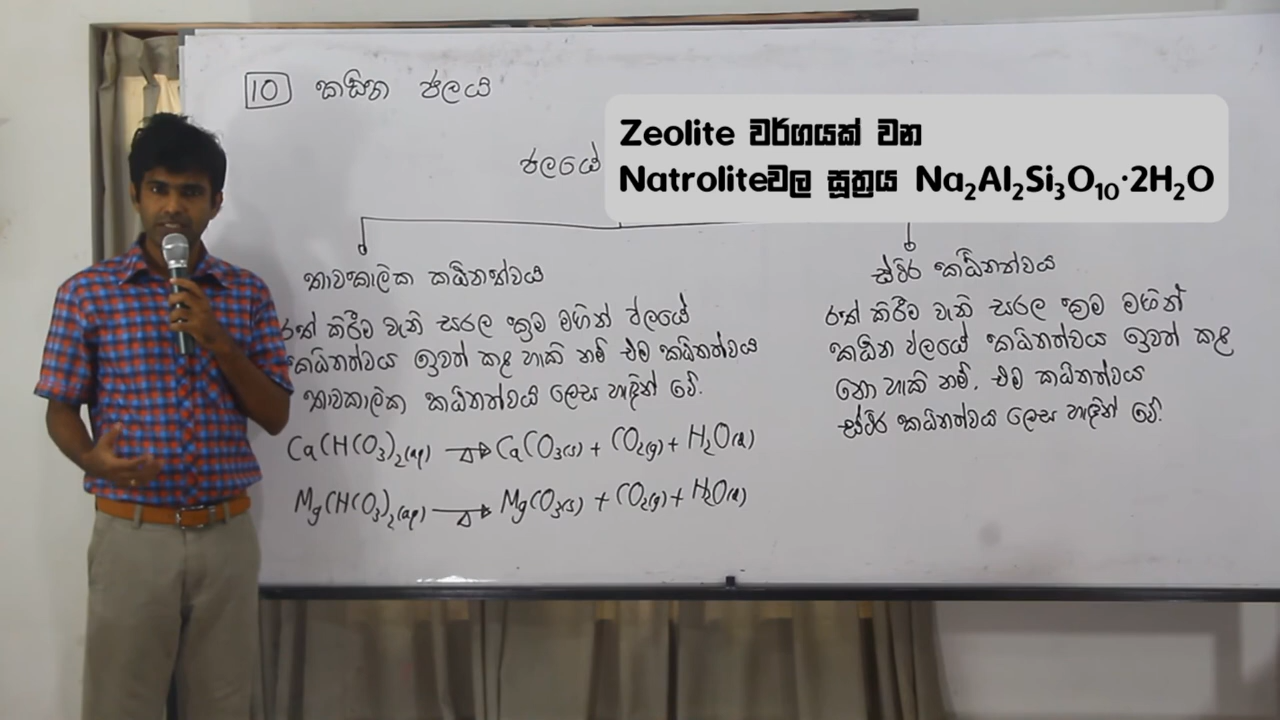 10 කඨින ජලය
Zeolite වර්ගයක් වන
Natroliteවල සූත්‍රය Na₂Al₂Si₃O₁₀·2H₂O
ජලයේ
තාවකාලික කඨිනත්වය
රත් කිරීම වැනි සරල ක්‍රම මගින් ජලයේ
කඨිනත්වය ඉවත් කළ හැකි නම් එම කඨිනත්වය
තාවකාලික කඨිනත්වය ලෙස හැඳින් වේ.
Ca(HCO₃)₂(aq) →Δ CaCO₃(s) + CO₂(g) + H₂O(l)
Mg(HCO₃)₂(aq) →Δ MgCO₃(s) + CO₂(g) + H₂O(l)
ස්ථිර කඨිනත්වය
රත් කිරීම වැනි සරල ක්‍රම මගින්
කඨින ජලයේ කඨිනත්වය ඉවත් කළ
නො හැකි නම්, එම කඨිනත්වය
ස්ථිර කඨිනත්වය ලෙස හැඳින් වේ.